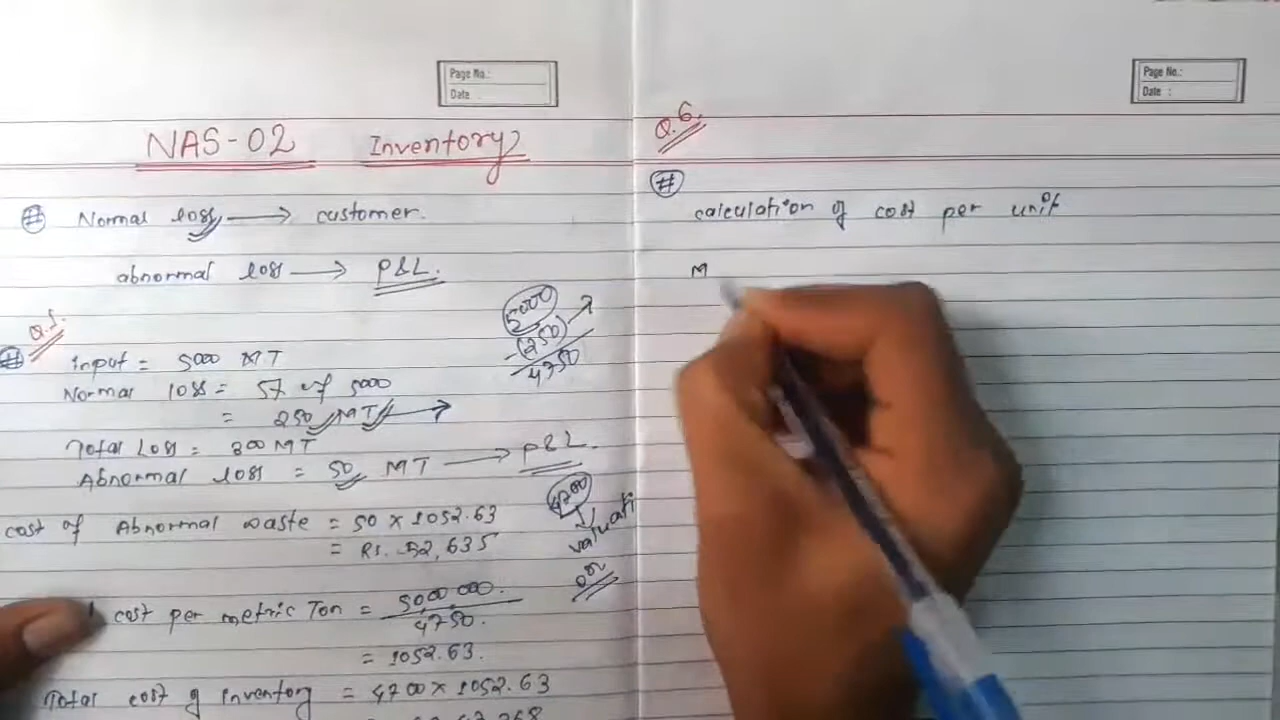 Page No.:
Date :
NAS-02 Inventory
# Normal loss → customer.
abnormal loss → P&L.
Q.5.
# input = 5000 MT
Normal loss = 5% of 5000
= 250 MT →
Total Loss = 300 MT
Abnormal loss = 50 MT → P&L.
5000
- (250)
4750
4700
valuati
on
cost of Abnormal waste = 50 x 1052.63
= Rs. 52,635
cost per metric Ton = 5000,000.
4750.
= 1052.63.
Total cost of inventory = 4700 x 1052.63
Page No.:
Date :
Q.6.
#
calculation of cost per unit
M